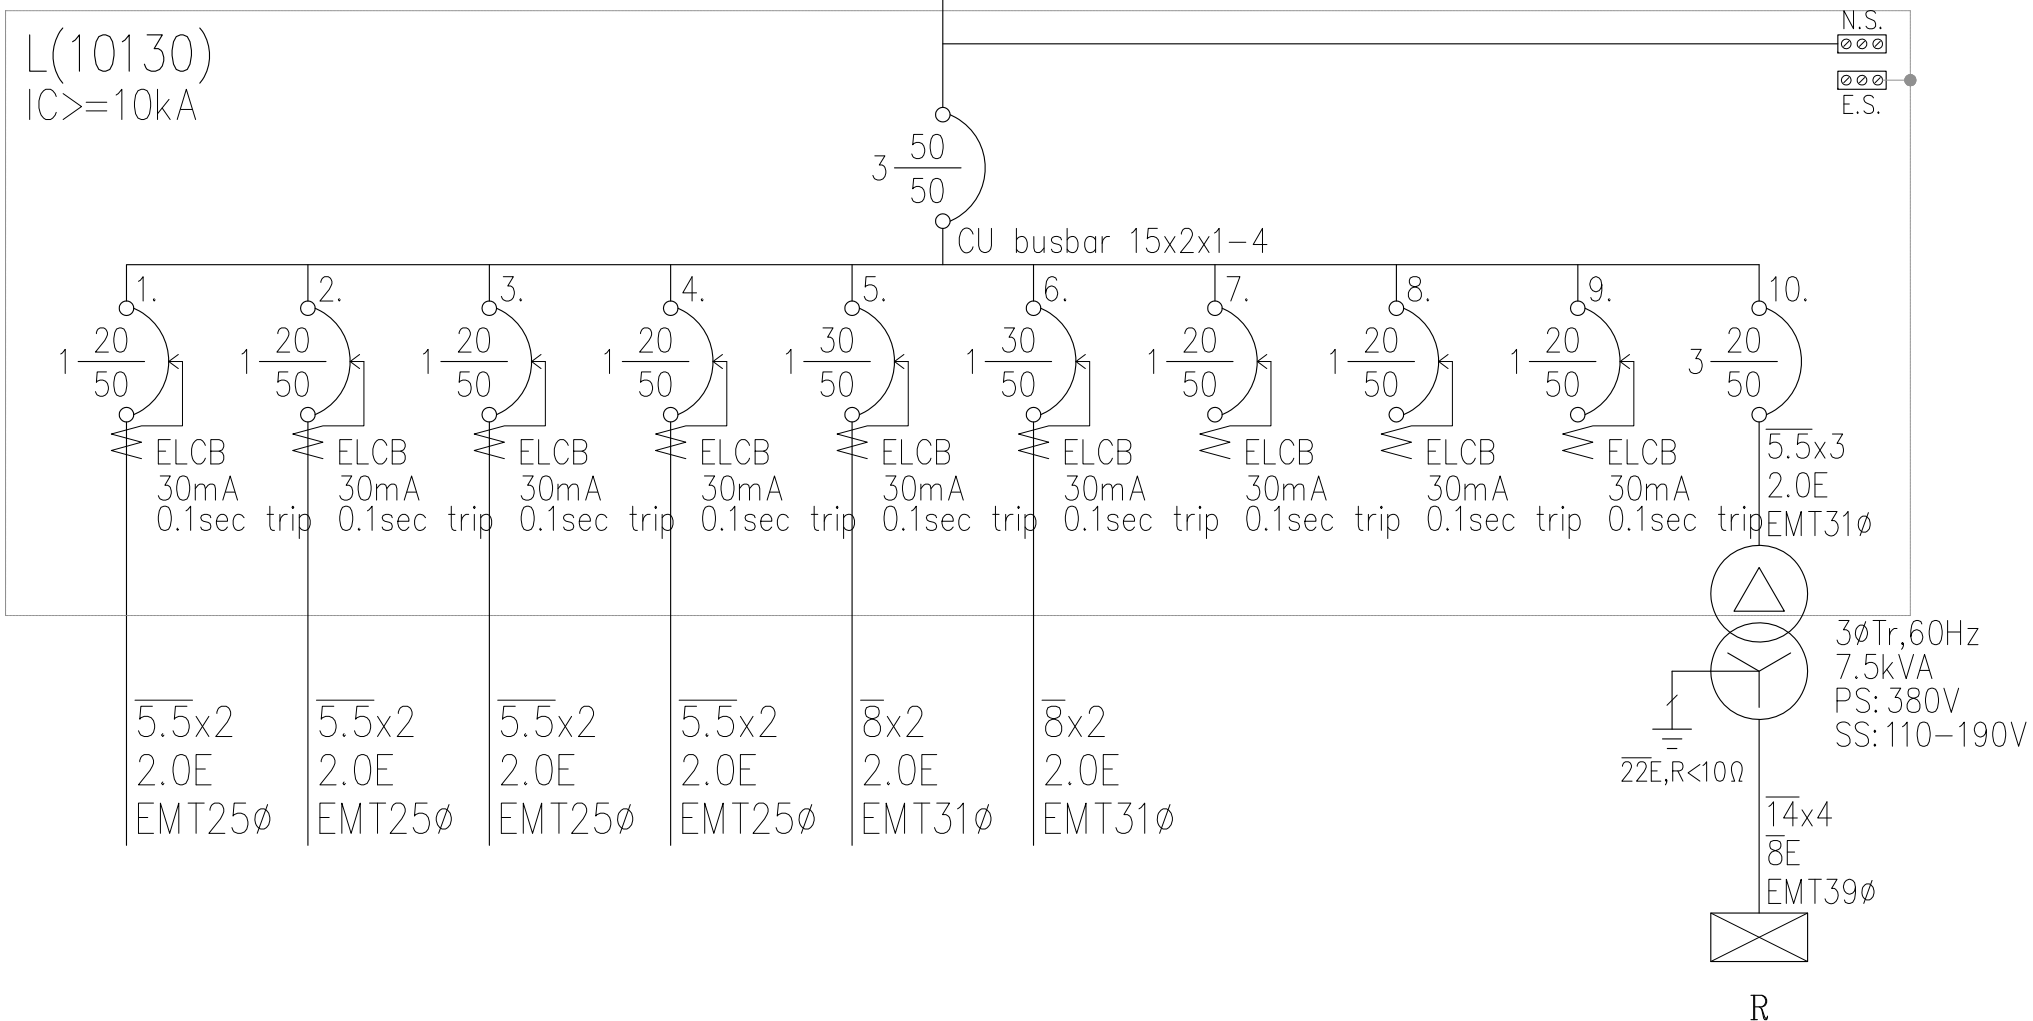 N.S.
L(10130)
IC>=10kA
E.S.
3 50
50
CU busbar 15x2x1-4
1. 2. 3. 4. 5. 6. 7. 8. 9. 10.
1 20 1 20 1 20 1 20 1 30 1 30 1 20 1 20 1 20 3 20
50 50 50 50 50 50 50 50 50 50
ELCB ELCB ELCB ELCB ELCB ELCB ELCB ELCB ELCB 5.5x3
30mA 30mA 30mA 30mA 30mA 30mA 30mA 30mA 30mA 2.0E
0.1sec trip 0.1sec trip 0.1sec trip 0.1sec trip 0.1sec trip 0.1sec trip 0.1sec trip 0.1sec trip 0.1sec trip EMT31ø
3øTr,60Hz
7.5kVA
PS: 380V
SS: 110-190V
5.5x2 5.5x2 5.5x2 5.5x2 8x2 8x2
2.0E 2.0E 2.0E 2.0E 2.0E 2.0E
EMT25ø EMT25ø EMT25ø EMT25ø EMT31ø EMT31ø
22E,R<10Ω
14x4
8E
EMT39ø
R